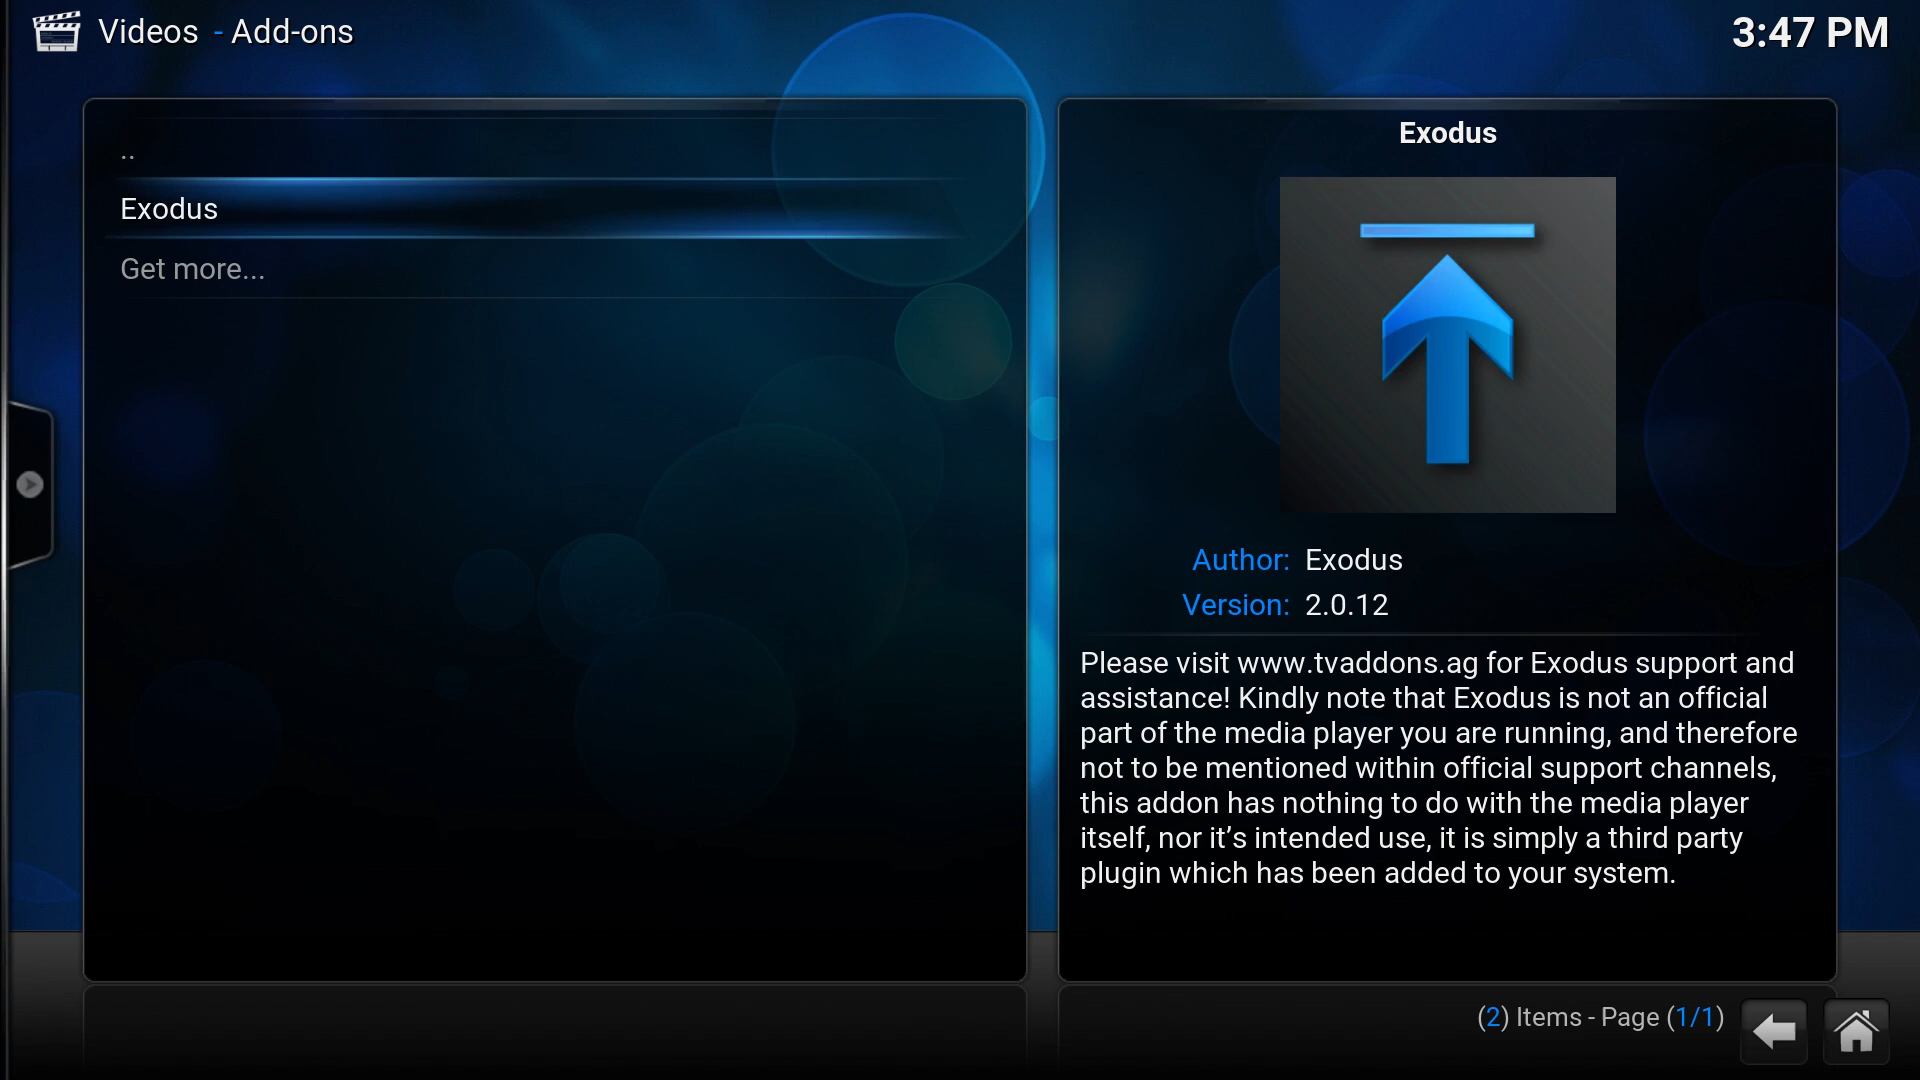 Videos - Add-ons
3:47 PM
..
Exodus
Get more...
Exodus
Author: Exodus
Version: 2.0.12
Please visit www.tvaddons.ag for Exodus support and
assistance! Kindly note that Exodus is not an official
part of the media player you are running, and therefore
not to be mentioned within official support channels,
this addon has nothing to do with the media player
itself, nor it’s intended use, it is simply a third party
plugin which has been added to your system.
(2) Items - Page (1/1)